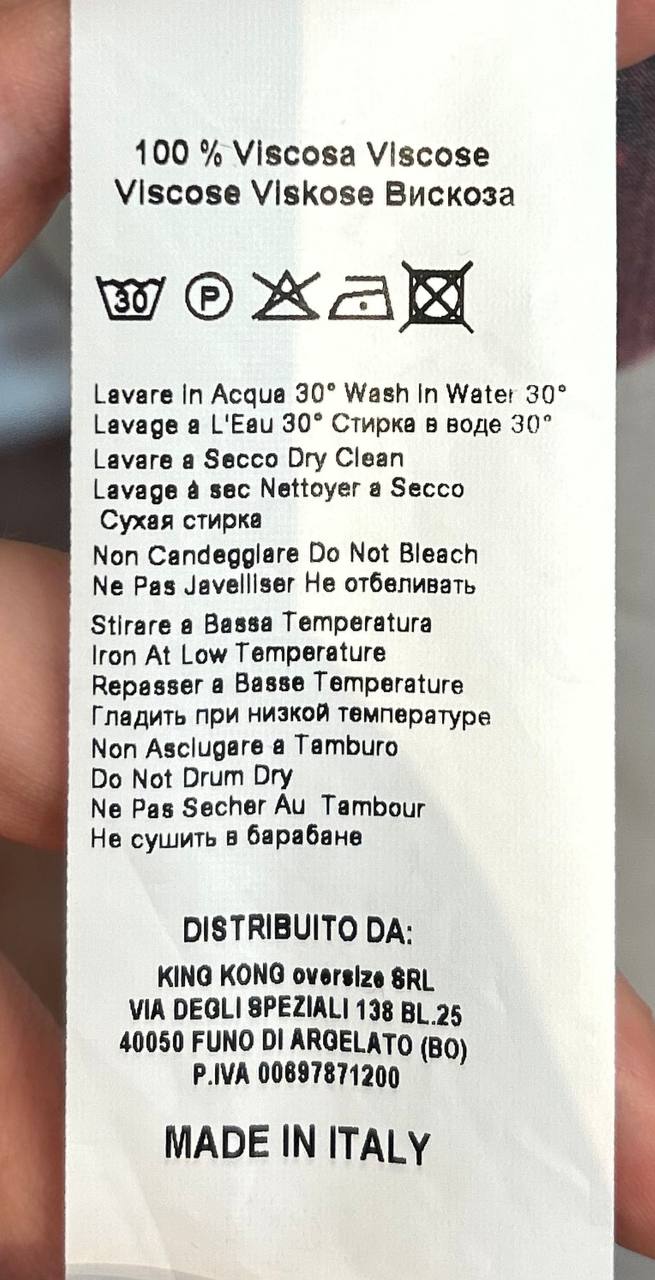 100 % Viscosa Viscose
Viscose Viskose Вискоза
30 P
Lavare in Acqua 30° Wash In Water 30°
Lavage a L'Eau 30° Стирка в воде 30°
Lavare a Secco Dry Clean
Lavage à sec Nettoyer a Secco
Сухая стирка
Non Candeggiare Do Not Bleach
Ne Pas Javelliser Не отбеливать
Stirare a Bassa Temperatura
Iron At Low Temperature
Repasser a Basse Temperature
Гладить при низкой температуре
Non Asciugare a Tamburo
Do Not Drum Dry
Ne Pas Secher Au Tambour
Не сушить в барабане
DISTRIBUITO DA:
KING KONG oversize SRL
VIA DEGLI SPEZIALI 138 BL.25
40050 FUNO DI ARGELATO (BO)
P.IVA 00697871200
MADE IN ITALY